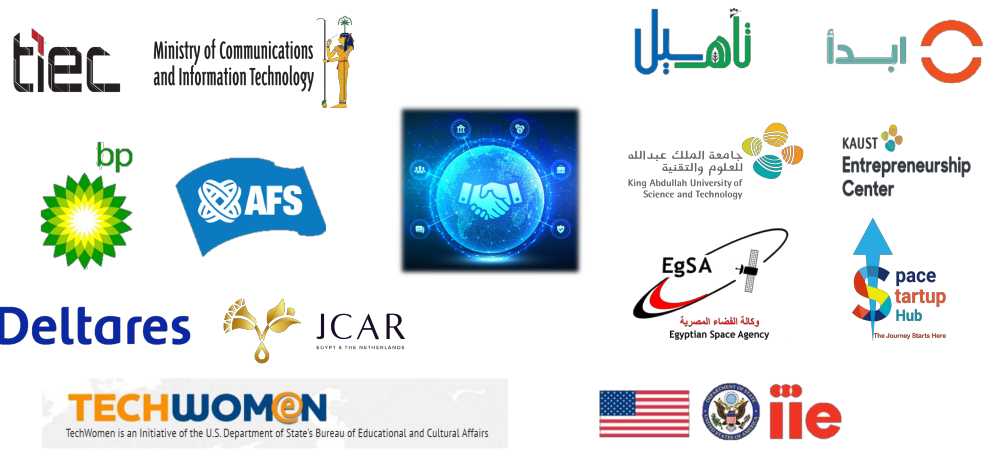 tiec
Ministry of Communications
and Information Technology
تأهيل
ابدأ
bp
AFS
جامعة الملك عبدالله
للعلوم والتقنية
King Abdullah University of
Science and Technology
KAUST
Entrepreneurship
Center
EgSA
وكالة الفضاء المصرية
Egyptian Space Agency
Space
Startup
Hub
The Journey Starts Here
Deltares
JCAR
EGYPT & THE NETHERLANDS
TECHWOMEN
TechWomen is an Initiative of the U.S. Department of State's Bureau of Educational and Cultural Affairs
DEPARTMENT OF STATE
UNITED STATES OF AMERICA
iie